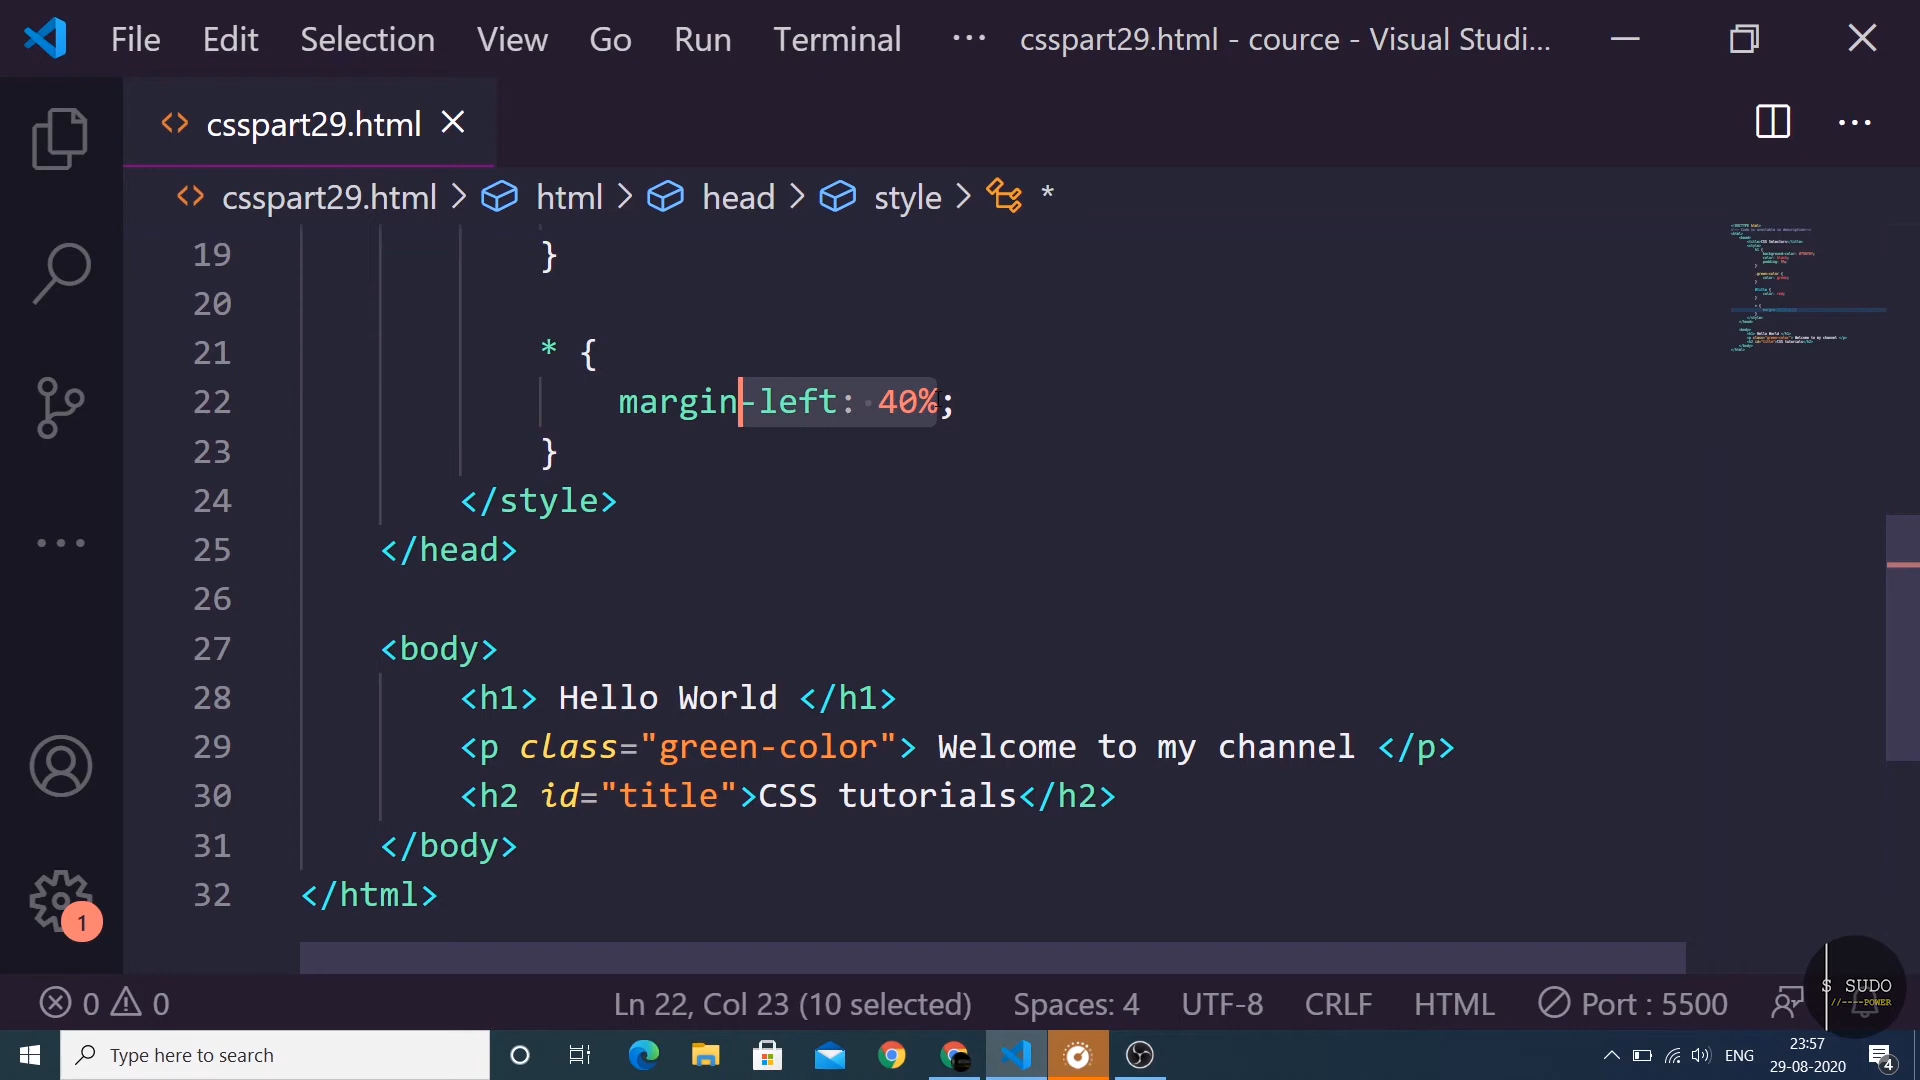 File Edit Selection View Go Run Terminal ··· csspart29.html - cource - Visual Studi...
csspart29.html
csspart29.html > html > head > style > *
19 }
20
21 * {
22 margin-left: 40%;
23 }
24 </style>
25 </head>
26
27 <body>
28 <h1> Hello World </h1>
29 <p class="green-color"> Welcome to my channel </p>
30 <h2 id="title">CSS tutorials</h2>
31 </body>
32 </html>
1
0 0 Ln 22, Col 23 (10 selected) Spaces: 4 UTF-8 CRLF HTML Port : 5500
S SUDO
//----POWER
Type here to search
ENG
23:57
29-08-2020
4